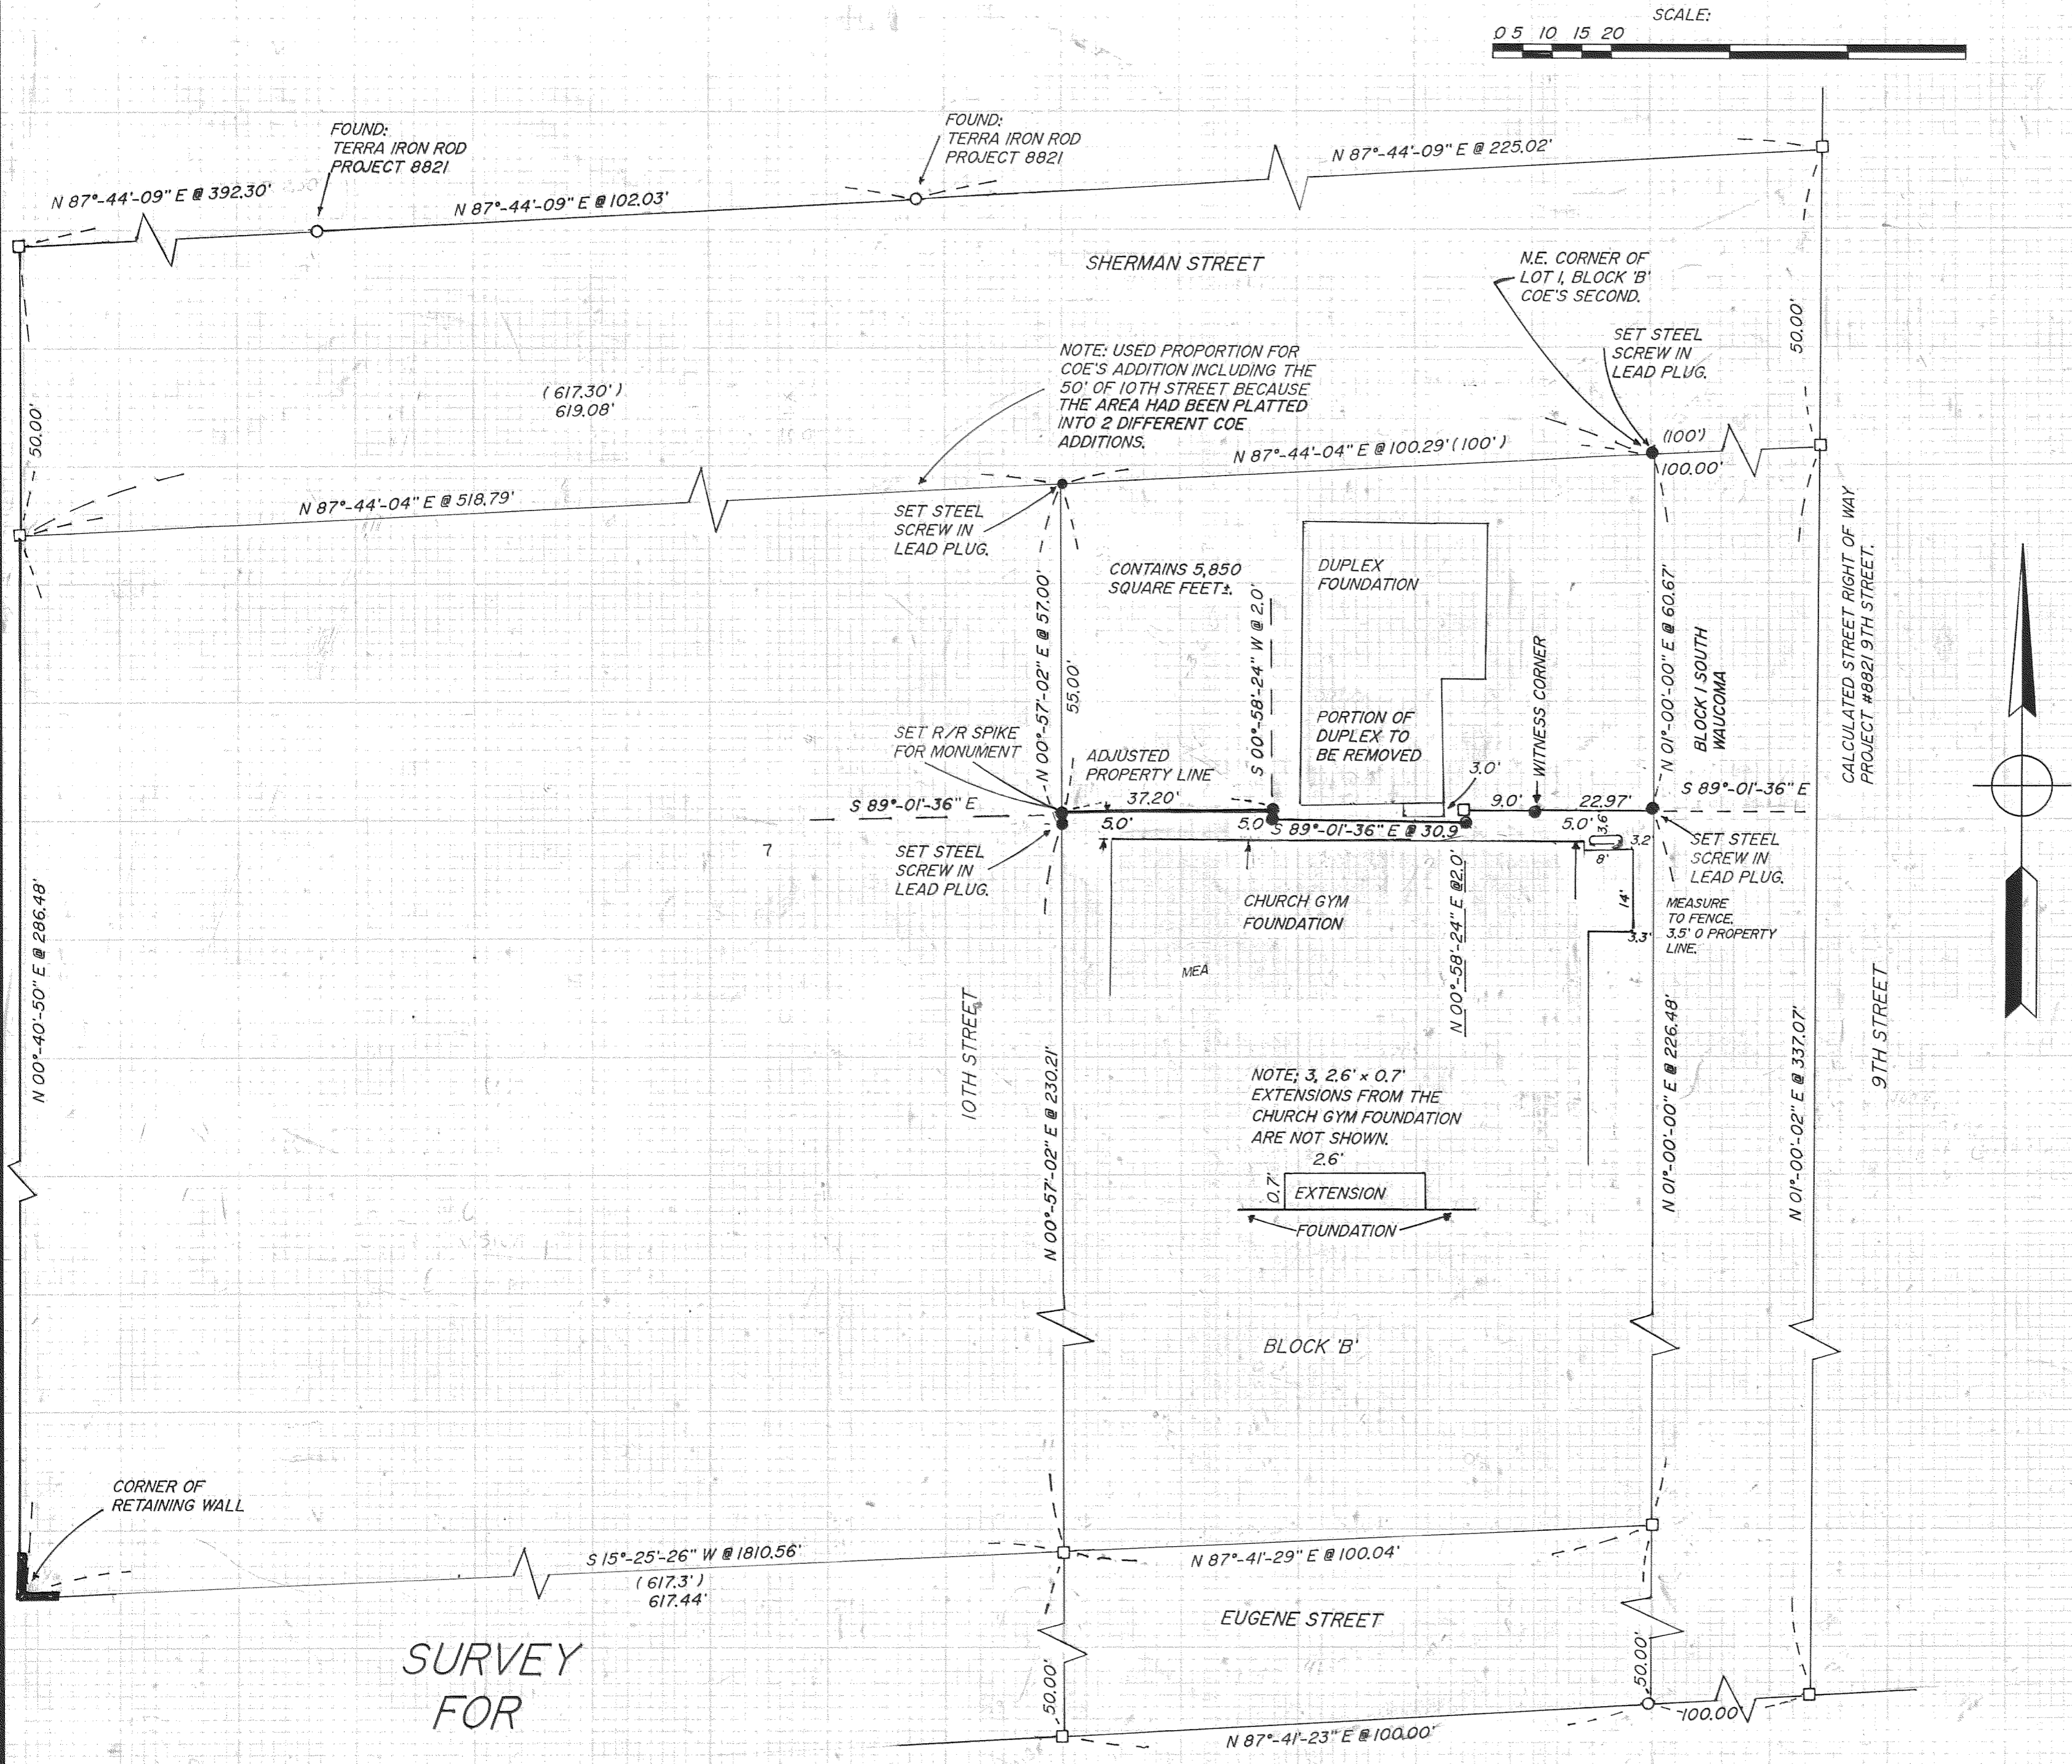 SCALE:
0 5 10 15 20
FOUND:
TERRA IRON ROD
PROJECT 8821
FOUND:
TERRA IRON ROD
PROJECT 8821
N 87°-44'-09" E @ 392.30'
N 87°-44'-09" E @ 102.03'
N 87°-44'-09" E @ 225.02'
SHERMAN STREET
N.E. CORNER OF
LOT 1, BLOCK 'B'
COE'S SECOND.
SET STEEL
SCREW IN
LEAD PLUG.
50.00'
50.00'
(617.30')
619.08'
NOTE: USED PROPORTION FOR
COE'S ADDITION INCLUDING THE
50' OF 10TH STREET BECAUSE
THE AREA HAD BEEN PLATTED
INTO 2 DIFFERENT COE
ADDITIONS.
N 87°-44'-04" E @ 518.79'
N 87°-44'-04" E @ 100.29' (100')
(100')
100.00'
SET STEEL
SCREW IN
LEAD PLUG.
CONTAINS 5,850
SQUARE FEET±.
DUPLEX
FOUNDATION
N 00°-57'-02" E @ 57.00'
55.00'
S 00°-58'-24" W @ 2.0'
PORTION OF
DUPLEX TO
BE REMOVED
WITNESS CORNER
N 01°-00'-00" E @ 60.67'
BLOCK 1 SOUTH
WAUCOMA
CALCULATED STREET RIGHT OF WAY
PROJECT #8821 9TH STREET.
SET R/R SPIKE
FOR MONUMENT
ADJUSTED
PROPERTY LINE
S 89°-01'-36" E
37.20'
3.0'
9.0'
22.97'
S 89°-01'-36" E
5.0'
5.0'
S 89°-01'-36" E @ 30.9
5.0'
3.6'
3.2'
8'
7
SET STEEL
SCREW IN
LEAD PLUG.
SET STEEL
SCREW IN
LEAD PLUG.
CHURCH GYM
FOUNDATION
N 00°-58'-24" E @2.0'
14'
3.3'
MEASURE
TO FENCE.
3.5' O PROPERTY
LINE.
MEA
N 00°-40'-50" E @ 286.48'
10TH STREET
N 00°-57'-02" E @ 230.21'
N 01°-00'-00" E @ 226.48'
N 01°-00'-02" E @ 337.07'
9TH STREET
NOTE; 3, 2.6' x 0.7'
EXTENSIONS FROM THE
CHURCH GYM FOUNDATION
ARE NOT SHOWN.
2.6'
0.7'
EXTENSION
FOUNDATION
BLOCK 'B'
CORNER OF
RETAINING WALL
S 15°-25'-26" W @ 1810.56'
(617.3')
617.44'
N 87°-41'-29" E @ 100.04'
EUGENE STREET
50.00'
50.00'
100.00'
N 87°-41'-23" E @ 100.00'
SURVEY
FOR